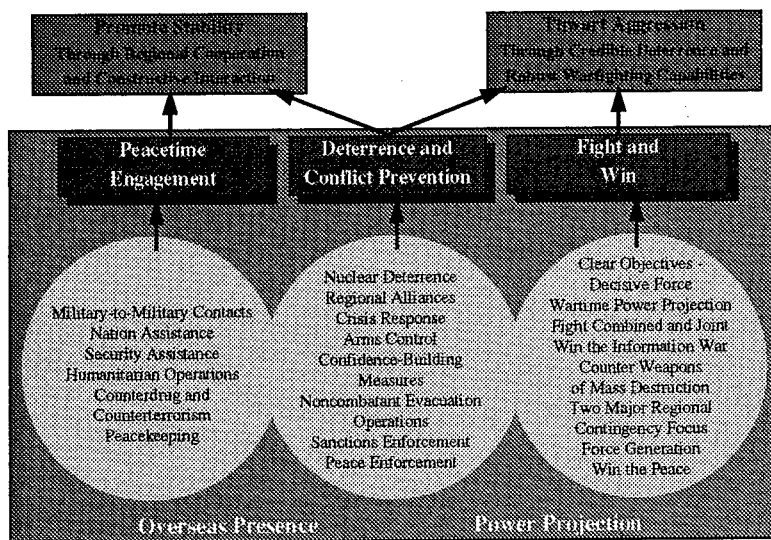 Promote Stability
Through Regional Cooperation
and Constructive Interaction
Thwart Aggression
Through Credible Deterrence and
Robust Warfighting Capabilities
Peacetime
Engagement
Deterrence and
Conflict Prevention
Fight and
Win
Military-to-Military Contacts
Nation Assistance
Security Assistance
Humanitarian Operations
Counterdrug and
Counterterrorism
Peacekeeping
Nuclear Deterrence
Regional Alliances
Crisis Response
Arms Control
Confidence-Building
Measures
Noncombatant Evacuation
Operations
Sanctions Enforcement
Peace Enforcement
Clear Objectives -
Decisive Force
Wartime Power Projection
Fight Combined and Joint
Win the Information War
Counter Weapons
of Mass Destruction
Two Major Regional
Contingency Focus
Force Generation
Win the Peace
Overseas Presence
Power Projection